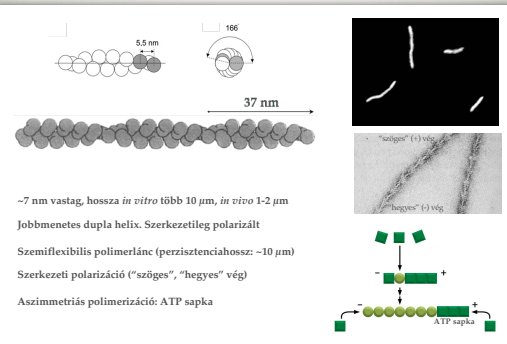 5,5 nm
166
37 nm
~7 nm vastag, hossza in vitro több 10 µm, in vivo 1-2 µm
Jobbmenetes dupla helix. Szerkezetileg polarizált
Szemiflexibilis polimerlánc (perzisztenciahossz: ~10 µm)
Szerkezeti polarizáció ("szöges", "hegyes" vég)
Aszimmetriás polimerizáció: ATP sapka
"szöges" (+) vég
"hegyes" (-) vég
– +
– +
ATP sapka